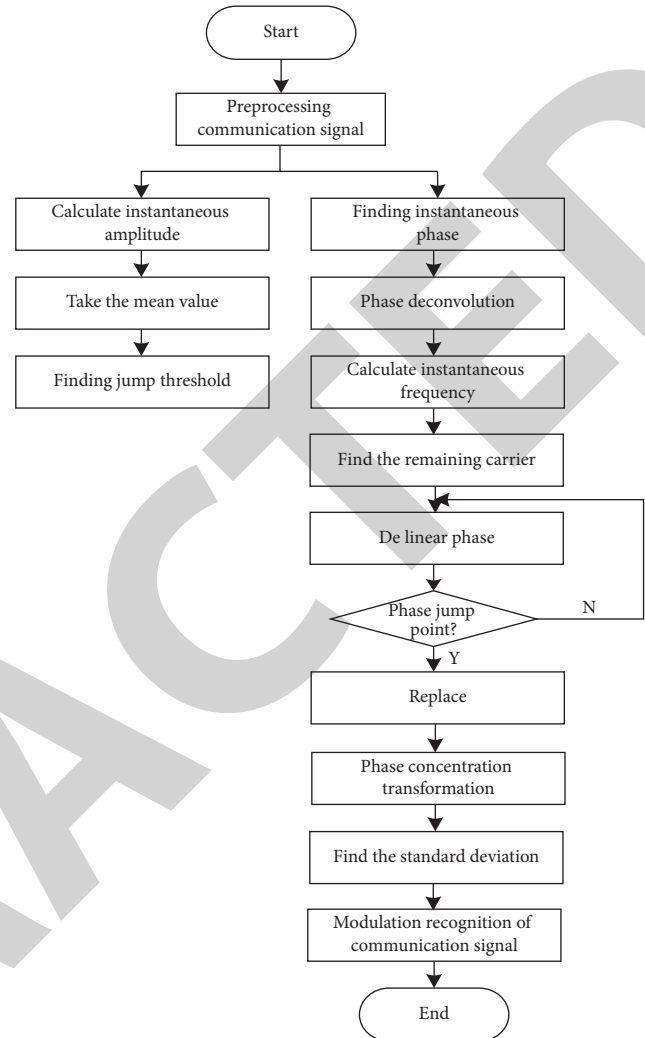 Start
Preprocessing
communication signal
Calculate instantaneous
amplitude
Finding instantaneous
phase
Take the mean value
Phase deconvolution
Finding jump threshold
Calculate instantaneous
frequency
Find the remaining carrier
De linear phase
Phase jump
point?
N
Y
Replace
Phase concentration
transformation
Find the standard deviation
Modulation recognition of
communication signal
End
ACTED